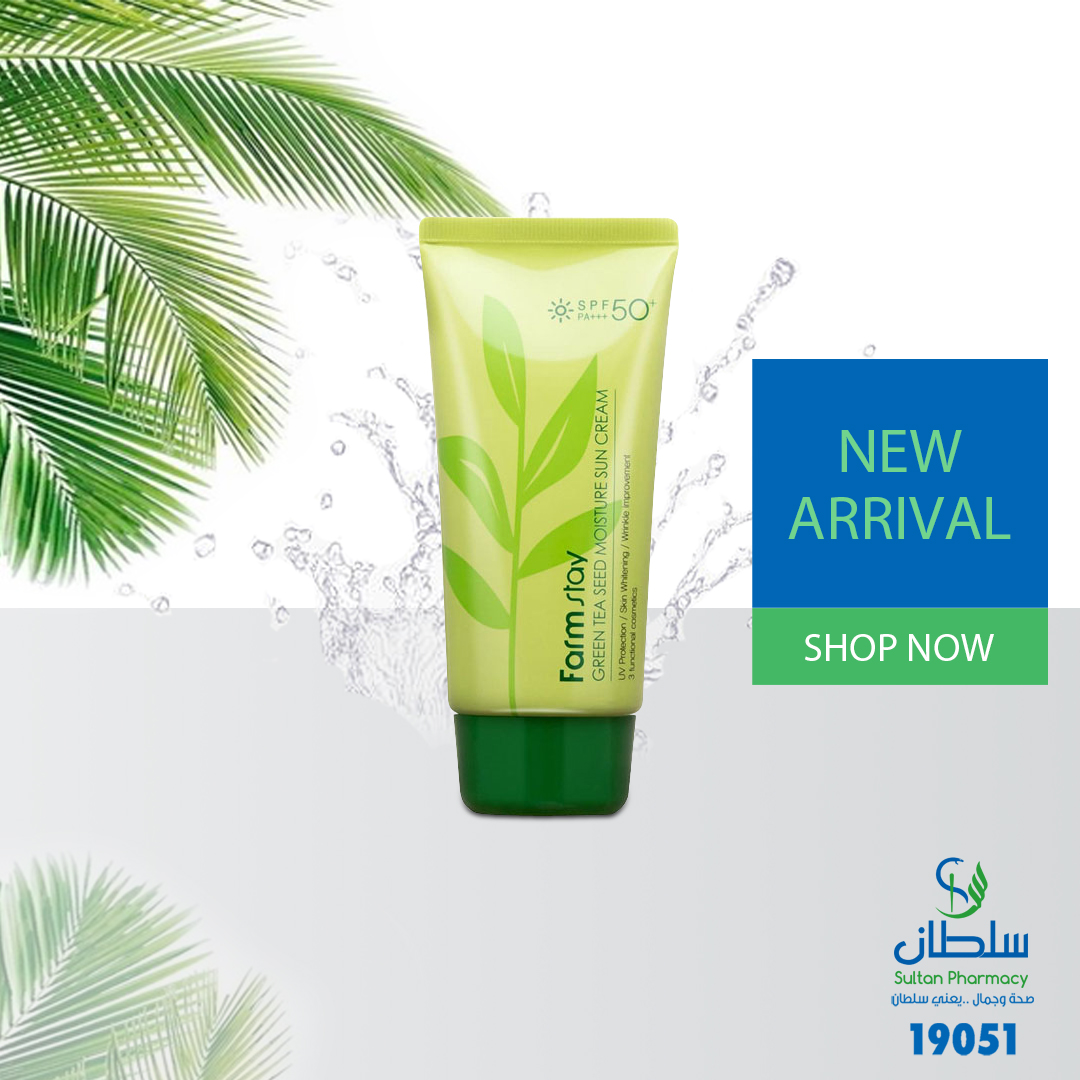 SPF
PA+++
50+
Farm stay
GREEN TEA SEED MOISTURE SUN CREAM
UV Protection / Skin Whitening / Wrinkle improvement
3 functional cosmetics
NEW
ARRIVAL
SHOP NOW
سلطان
Sultan Pharmacy
صحة وجمال ..يعني سلطان
19051